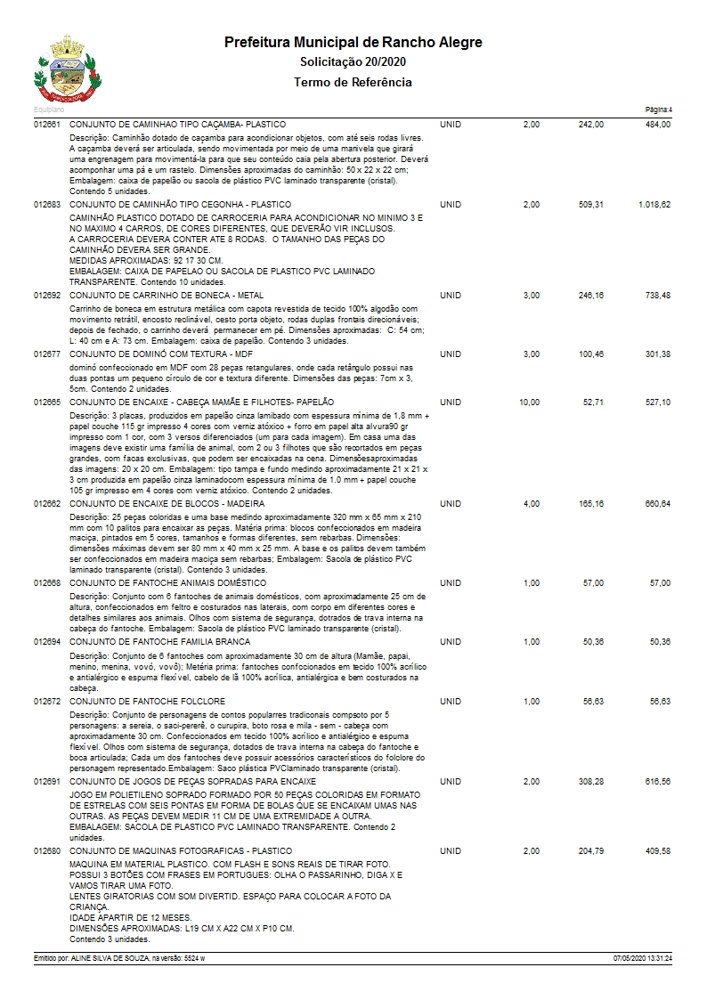 Prefeitura Municipal de Rancho Alegre
Solicitação 20/2020
Termo de Referência
Equiplano Página:4
012661 CONJUNTO DE CAMINHAO TIPO CAÇAMBA- PLASTICO UNID 2,00 242,00 484,00
Descrição: Caminhão dotado de caçamba para acondicionar objetos, com até seis rodas livres.
A caçamba deverá ser articulada, sendo movimentada por meio de uma manivela que girará
uma engrenagem para movimentá-la para que seu conteúdo caia pela abertura posterior. Deverá
acomponhar uma pá e um rastelo. Dimensões aproximadas do caminhão: 50 x 22 x 22 cm;
Embalagem: caixa de papelão ou sacola de plástico PVC laminado transparente (cristal).
Contendo 5 unidades.
012683 CONJUNTO DE CAMINHÃO TIPO CEGONHA - PLASTICO UNID 2,00 509,31 1.018,62
CAMINHÃO PLASTICO DOTADO DE CARROCERIA PARA ACONDICIONAR NO MINIMO 3 E
NO MAXIMO 4 CARROS, DE CORES DIFERENTES, QUE DEVERÃO VIR INCLUSOS.
A CARROCERIA DEVERA CONTER ATE 8 RODAS. O TAMANHO DAS PEÇAS DO
CAMINHÃO DEVERA SER GRANDE.
MEDIDAS APROXIMADAS: 92 17 30 CM.
EMBALAGEM: CAIXA DE PAPELAO OU SACOLA DE PLASTICO PVC LAMINADO
TRANSPARENTE. Contendo 10 unidades.
012692 CONJUNTO DE CARRINHO DE BONECA - METAL UNID 3,00 246,16 738,48
Carrinho de boneca em estrutura metálica com capota revestida de tecido 100% algodão com
movimento retrátil, encosto reclinável, cesto porta objeto, rodas duplas frontais direcionáveis;
depois de fechado, o carrinho deverá permanecer em pé. Dimensões aproximadas: C: 54 cm;
L: 40 cm e A: 73 cm. Embalagem: caixa de papelão. Contendo 3 unidades.
012677 CONJUNTO DE DOMINÓ COM TEXTURA - MDF UNID 3,00 100,46 301,38
dominó confeccionado em MDF com 28 peças retangulares, onde cada retângulo possui nas
duas pontas um pequeno círculo de cor e textura diferente. Dimensões das peças: 7cm x 3,
5cm. Contendo 2 unidades.
012665 CONJUNTO DE ENCAIXE - CABEÇA MAMÃE E FILHOTES- PAPELÃO UNID 10,00 52,71 527,10
Descrição: 3 placas, produzidos em papelão cinza lamibado com espessura mínima de 1,8 mm +
papel couche 115 gr impresso 4 cores com verniz atóxico + forro em papel alta alvura90 gr
impresso com 1 cor, com 3 versos diferenciados (um para cada imagem). Em casa uma das
imagens deve existir uma família de animal, com 2 ou 3 filhotes que são recortados em peças
grandes, com facas exclusivas, que podem ser encaixadas na cena. Dimensõesaproximadas
das imagens: 20 x 20 cm. Embalagem: tipo tampa e fundo medindo aproximadamente 21 x 21 x
3 cm produzida em papelão cinza laminadocom espessura mínima de 1.0 mm + papel couche
105 gr impresso em 4 cores com verniz atóxico. Contendo 2 unidades.
012662 CONJUNTO DE ENCAIXE DE BLOCOS - MADEIRA UNID 4,00 165,16 660,64
Descrição: 25 peças coloridas e uma base medindo aproximadamente 320 mm x 65 mm x 210
mm com 10 palitos para encaixar as peças. Matéria prima: blocos confeccionados em madeira
maciça, pintados em 5 cores, tamanhos e formas diferentes, sem rebarbas. Dimensões:
dimensões máximas devem ser 80 mm x 40 mm x 25 mm. A base e os palitos devem também
ser confeccionados em madeira maciça sem rebarbas; Embalagem: Sacola de plástico PVC
laminado transparente (cristal). Contendo 3 unidades.
012668 CONJUNTO DE FANTOCHE ANIMAIS DOMÉSTICO UNID 1,00 57,00 57,00
Descrição: Conjunto com 6 fantoches de animais domésticos, com aproximadamente 25 cm de
altura, confeccionados em feltro e costurados nas laterais, com corpo em diferentes cores e
detalhes similares aos animais. Olhos com sistema de segurança, dotrados de trava interna na
cabeça do fantoche. Embalagem: Sacola de plástico PVC laminado transparente (cristal).
012694 CONJUNTO DE FANTOCHE FAMILIA BRANCA UNID 1,00 50,36 50,36
Descrição: Conjunto de 6 fantoches com aproximadamente 30 cm de altura (Mamãe, papai,
menino, menina, vovó, vovô); Metéria prima: fantoches confccionados em tecido 100% acrílico
e antialérgico e espuma flexível, cabelo de lã 100% acrílica, antialérgica e bem costurados na
cabeça.
012672 CONJUNTO DE FANTOCHE FOLCLORE UNID 1,00 56,63 56,63
Descrição: Conjunto de personagens de contos popularres tradiconais compsoto por 5
personagens: a sereia, o saci-pererê, o curupira, boto rosa e mila - sem - cabeça com
aproximadamente 30 cm. Confeccionados em tecido 100% acrílico e antialérgico e espuma
flexível. Olhos com sistema de segurança, dotados de trava interna na cabeça do fantoche e
boca articulada; Cada um dos fantoches deve possuir acessórios característicos do folclore do
personagem representado.Embalagem: Saco plástica PVClaminado transparente (cristal).
012691 CONJUNTO DE JOGOS DE PEÇAS SOPRADAS PARA ENCAIXE UNID 2,00 308,28 616,56
JOGO EM POLIETILENO SOPRADO FORMADO POR 50 PEÇAS COLORIDAS EM FORMATO
DE ESTRELAS COM SEIS PONTAS EM FORMA DE BOLAS QUE SE ENCAIXAM UMAS NAS
OUTRAS. AS PEÇAS DEVEM MEDIR 11 CM DE UMA EXTREMIDADE A OUTRA.
EMBALAGEM: SACOLA DE PLASTICO PVC LAMINADO TRANSPARENTE. Contendo 2
unidades.
012680 CONJUNTO DE MAQUINAS FOTOGRAFICAS - PLASTICO UNID 2,00 204,79 409,58
MAQUINA EM MATERIAL PLASTICO. COM FLASH E SONS REAIS DE TIRAR FOTO.
POSSUI 3 BOTÕES COM FRASES EM PORTUGUES: OLHA O PASSARINHO, DIGA X E
VAMOS TIRAR UMA FOTO.
LENTES GIRATORIAS COM SOM DIVERTID. ESPAÇO PARA COLOCAR A FOTO DA
CRIANÇA.
IDADE APARTIR DE 12 MESES.
DIMENSÕES APROXIMADAS: L19 CM X A22 CM X P10 CM.
Contendo 3 unidades.
Emitido por: ALINE SILVA DE SOUZA, na versão: 5524 w 07/05/2020 13:31:24